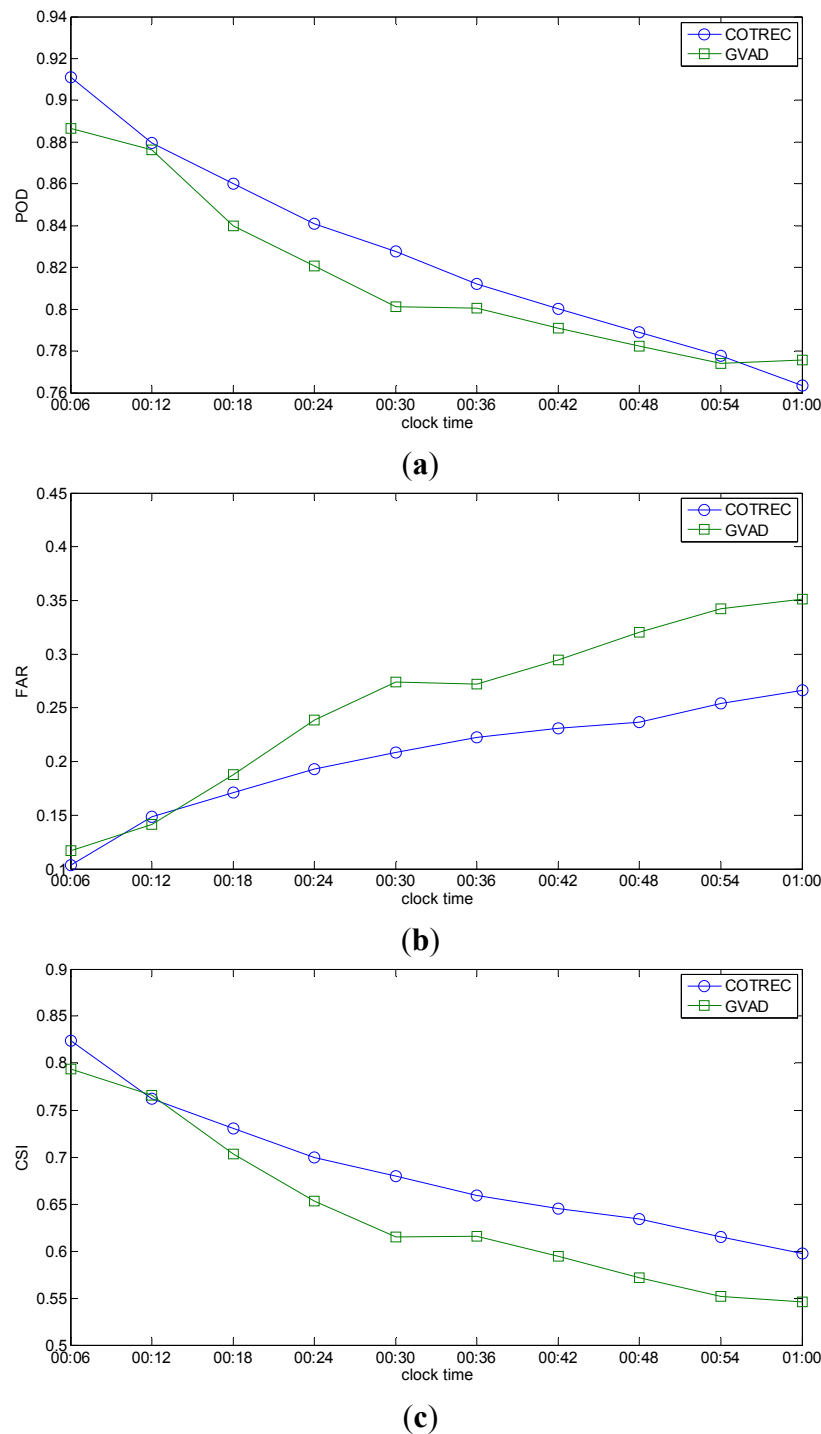 0.94
COTREC
GVAD
0.92
0.9
0.88
0.86
POD
0.84
0.82
0.8
0.78
0.76
00:06 00:12 00:18 00:24 00:30 00:36 00:42 00:48 00:54 01:00
clock time
(a)
0.45
COTREC
GVAD
0.4
0.35
0.3
FAR
0.25
0.2
0.15
0.1
00:06 00:12 00:18 00:24 00:30 00:36 00:42 00:48 00:54 01:00
clock time
(b)
0.9
COTREC
GVAD
0.85
0.8
0.75
CSI
0.7
0.65
0.6
0.55
0.5
00:06 00:12 00:18 00:24 00:30 00:36 00:42 00:48 00:54 01:00
clock time
(c)